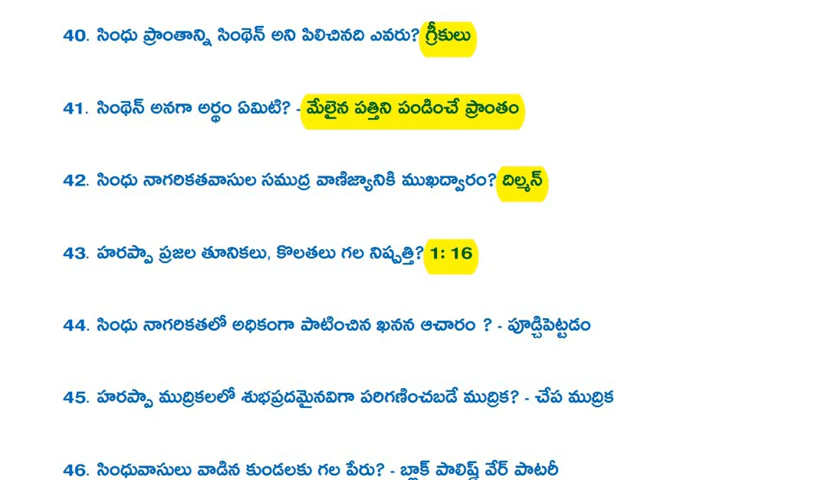 40. సింధు ప్రాంతాన్ని సింథెన్ అని పిలిచినది ఎవరు? గ్రీకులు
41. సింథెన్ అనగా అర్థం ఏమిటి? - మేలైన పత్తిని పండించే ప్రాంతం
42. సింధు నాగరికతవాసుల సముద్ర వాణిజ్యానికి ముఖద్వారం? దిల్మన్
43. హరప్పా ప్రజల తూనికలు, కొలతలు గల నిష్పత్తి? 1: 16
44. సింధు నాగరికతలో అధికంగా పాటించిన ఖనన ఆచారం ? - పూడ్చిపెట్టడం
45. హరప్పా ముద్రికలలో శుభప్రదమైనవిగా పరిగణించబడే ముద్రిక? - చేప ముద్రిక
46. సింధువాసులు వాడిన కుండలకు గల పేరు? - బ్లాక్ పాలిష్డ్ వేర్ పాటరీ